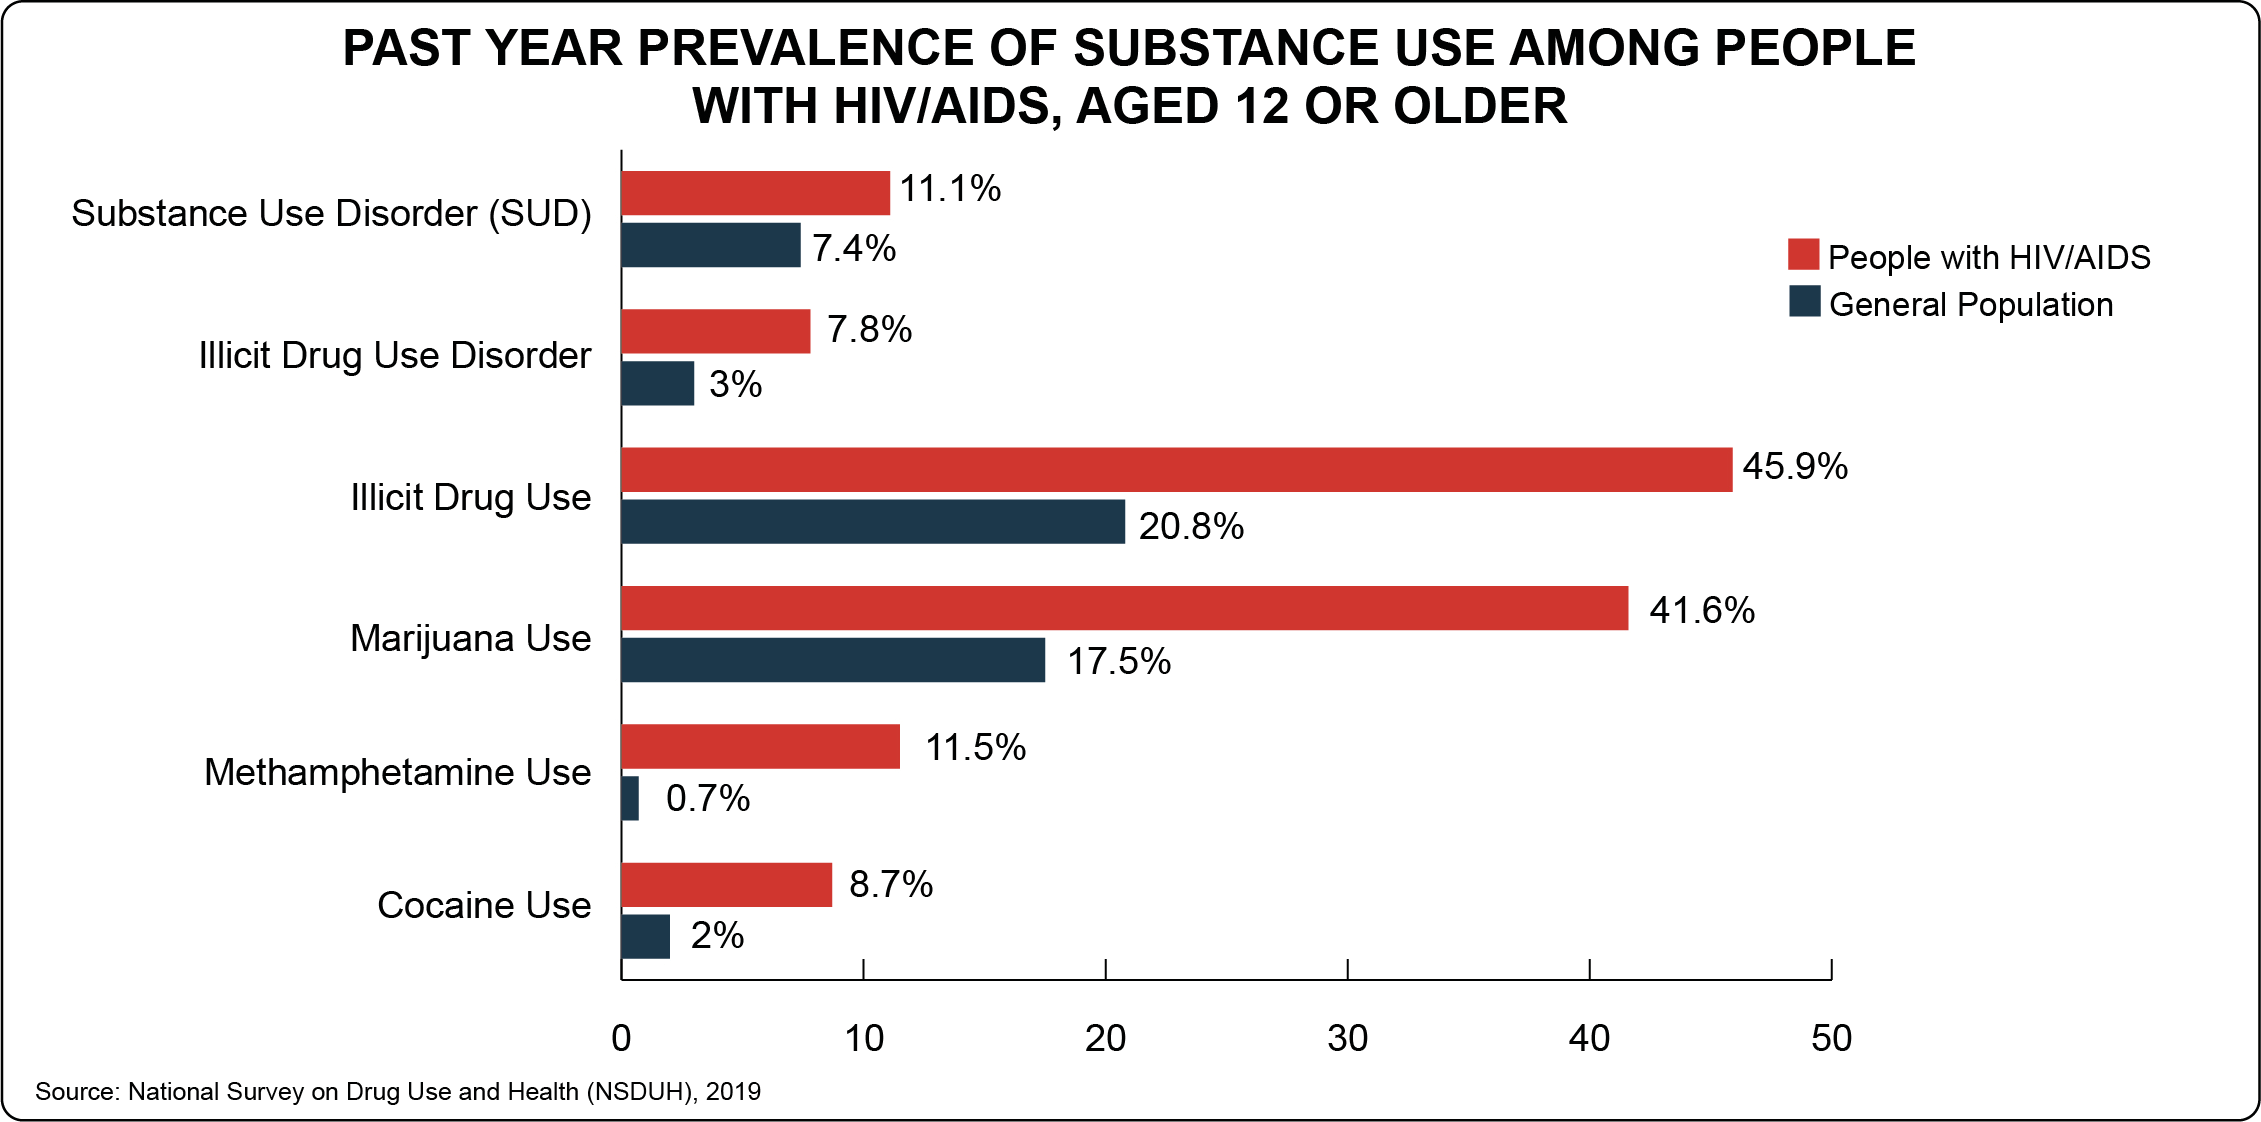 PAST YEAR PREVALENCE OF SUBSTANCE USE AMONG PEOPLE
WITH HIV/AIDS, AGED 12 OR OLDER
Substance Use Disorder (SUD)
11.1%
7.4%
People with HIV/AIDS
General Population
Illicit Drug Use Disorder
7.8%
3%
Illicit Drug Use
45.9%
20.8%
Marijuana Use
41.6%
17.5%
Methamphetamine Use
11.5%
0.7%
Cocaine Use
8.7%
2%
0 10 20 30 40 50
Source: National Survey on Drug Use and Health (NSDUH), 2019